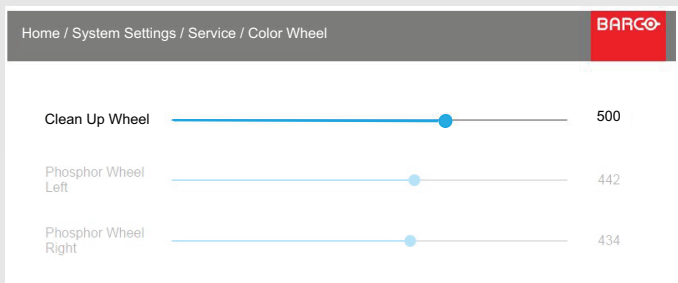 Home / System Settings / Service / Color Wheel
BARCO
Clean Up Wheel 500
Phosphor Wheel
Left 442
Phosphor Wheel
Right 434